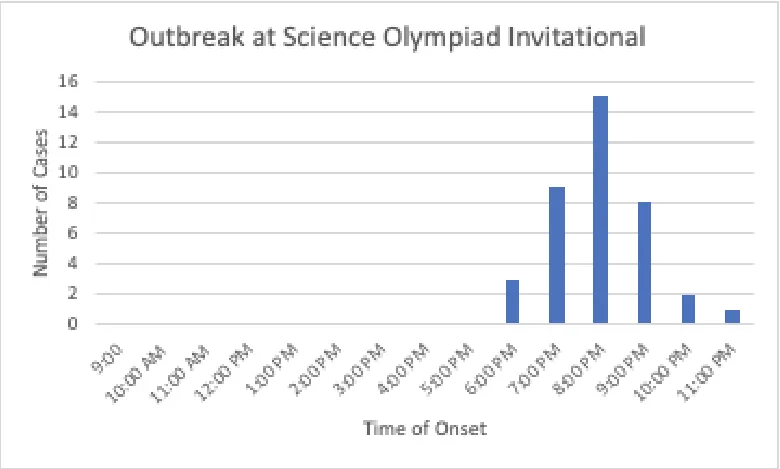 Outbreak at Science Olympiad Invitational
16
14
12
10
8
6
4
2
0
Number of Cases
9:00
10:00 AM
11:00 AM
12:00 PM
1:00 PM
2:00 PM
3:00 PM
4:00 PM
5:00 PM
6:00 PM
7:00 PM
8:00 PM
9:00 PM
10:00 PM
11:00 PM
Time of Onset